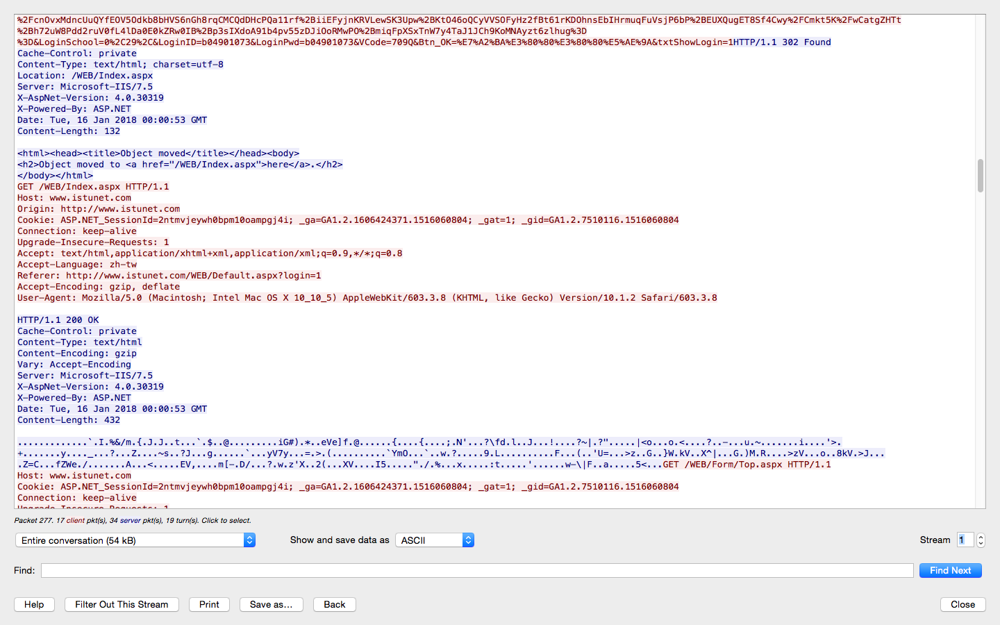 %2FcnOvxMdncUuQYfEOV5Odkb8bHVS6nGh8rqCMCQdDHcPQa11rf%2BiiEFyjnKRVLewSK3Upw%2BKtO46oQCyVVSOFyHz2fBt61rKDOhnsEbIHrmuqFuVsjP6bP%2BEUXQugET8Sf4Cwy%2FCmkt5K%2FwCatgZHTt
%2Bh72uW8Pdd2ruV0fL4lDa0E0kZRw0IB%2Bp3sIXdoA91b4pv55zDJiOoRMwPO%2BmiqFpXSxTnW7y4TaJ1JCh9KoMNAyzt6zlhug%3D
%3D&LoginSchool=0%2C29%2C&LoginID=b04901073&LoginPwd=b04901073&VCode=709Q&Btn_OK=%E7%A2%BA%E3%80%80%E3%80%80%E5%AE%9A&txtShowLogin=1HTTP/1.1 302 Found
Cache-Control: private
Content-Type: text/html; charset=utf-8
Location: /WEB/Index.aspx
Server: Microsoft-IIS/7.5
X-AspNet-Version: 4.0.30319
X-Powered-By: ASP.NET
Date: Tue, 16 Jan 2018 00:00:53 GMT
Content-Length: 132
<html><head><title>Object moved</title></head><body>
<h2>Object moved to <a href="/WEB/Index.aspx">here</a>.</h2>
</body></html>
GET /WEB/Index.aspx HTTP/1.1
Host: www.istunet.com
Origin: http://www.istunet.com
Cookie: ASP.NET_SessionId=2ntmvjeywh0bpm10oampgj4i; _ga=GA1.2.1606424371.1516060804; _gat=1; _gid=GA1.2.7510116.1516060804
Connection: keep-alive
Upgrade-Insecure-Requests: 1
Accept: text/html,application/xhtml+xml,application/xml;q=0.9,*/*;q=0.8
Accept-Language: zh-tw
Referer: http://www.istunet.com/WEB/Default.aspx?login=1
Accept-Encoding: gzip, deflate
User-Agent: Mozilla/5.0 (Macintosh; Intel Mac OS X 10_10_5) AppleWebKit/603.3.8 (KHTML, like Gecko) Version/10.1.2 Safari/603.3.8
HTTP/1.1 200 OK
Cache-Control: private
Content-Type: text/html
Content-Encoding: gzip
Vary: Accept-Encoding
Server: Microsoft-IIS/7.5
X-AspNet-Version: 4.0.30319
X-Powered-By: ASP.NET
Date: Tue, 16 Jan 2018 00:00:53 GMT
Content-Length: 432
.............`.I.%&/m.{.J.J..t...`.$..@.........iG#).*..eVe]f.@......{....{....;.N'...?\fd.l..J...!....?~|.?".....|<o...o.<....?..-...u.~.......i....'>.
+.......y...._...?...Z....~s..?J...g......`...yV7y...=.>.(..........`YmO...`..w.?.....9.L..........F...(..'U=...>z..G..}W.kV..X^|...G.)M.R....>zV...o..8kV.>J...
.Z=C...fZWe./.......A...<.....EV,....m[-.D/...?.w.z'X..2(...XV....I5....."./.%...x.....:t.....'......w-\|F..a.....5<...GET /WEB/Form/Top.aspx HTTP/1.1
Host: www.istunet.com
Cookie: ASP.NET_SessionId=2ntmvjeywh0bpm10oampgj4i; _ga=GA1.2.1606424371.1516060804; _gat=1; _gid=GA1.2.7510116.1516060804
Connection: keep-alive
Upgrade-Insecure-Requests: 1
Packet 277. 17 client pkt(s), 34 server pkt(s), 19 turn(s). Click to select.
Entire conversation (54 kB) Show and save data as ASCII Stream 1
Find: Find Next
Help Filter Out This Stream Print Save as... Back Close